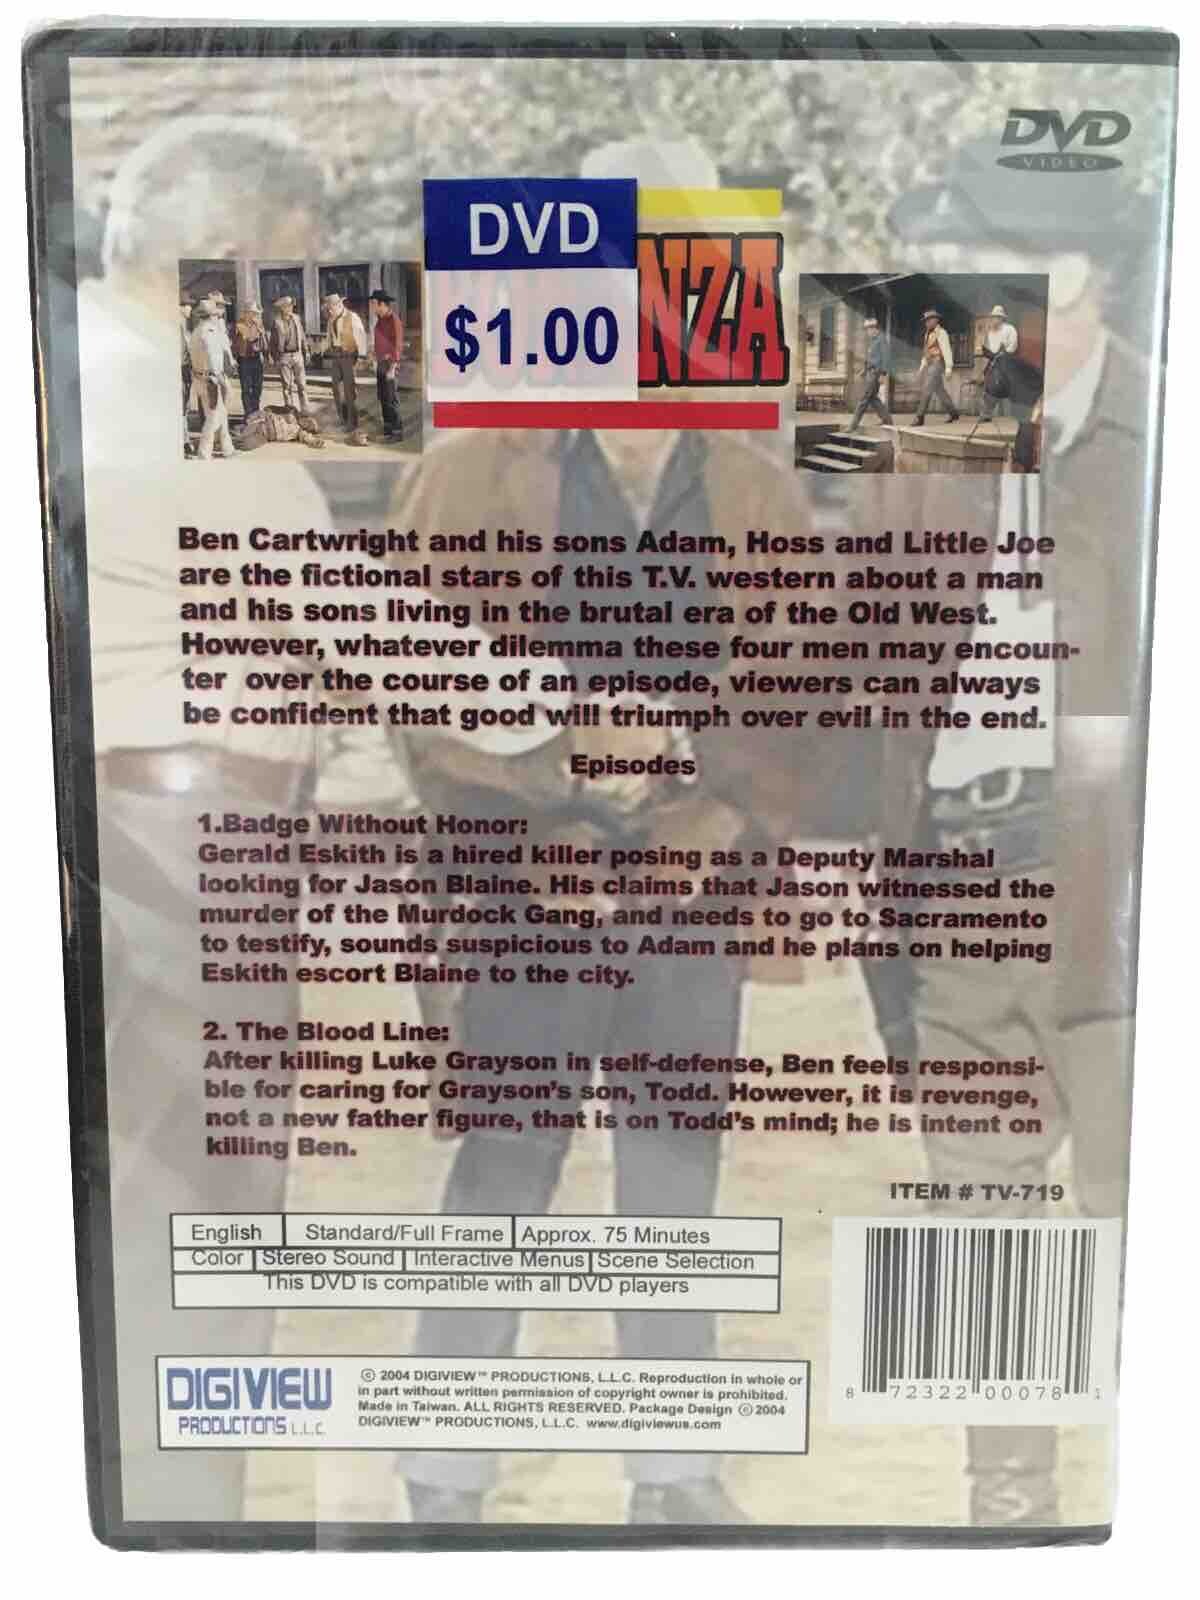 DVD
VIDEO
DVD
$1.00
NZA
Ben Cartwright and his sons Adam, Hoss and Little Joe
are the fictional stars of this T.V. western about a man
and his sons living in the brutal era of the Old West.
However, whatever dilemma these four men may encoun-
ter over the course of an episode, viewers can always
be confident that good will triumph over evil in the end.
Episodes
1.Badge Without Honor:
Gerald Eskith is a hired killer posing as a Deputy Marshal
looking for Jason Blaine. His claims that Jason witnessed the
murder of the Murdock Gang, and needs to go to Sacramento
to testify, sounds suspicious to Adam and he plans on helping
Eskith escort Blaine to the city.
2. The Blood Line:
After killing Luke Grayson in self-defense, Ben feels responsi-
ble for caring for Grayson's son, Todd. However, it is revenge,
not a new father figure, that is on Todd's mind; he is intent on
killing Ben.
ITEM # TV-719
English Standard/Full Frame Approx. 75 Minutes
Color Stereo Sound Interactive Menus Scene Selection
This DVD is compatible with all DVD players
DIGIVIEW
PRODUCTIONS L.L.C.
© 2004 DIGIVIEW™ PRODUCTIONS, L.L.C. Reproduction in whole or
in part without written permission of copyright owner is prohibited.
Made in Taiwan. ALL RIGHTS RESERVED. Package Design © 2004
DIGIVIEW™ PRODUCTIONS, L.L.C. www.digiviewus.com
8 72322 00078 1